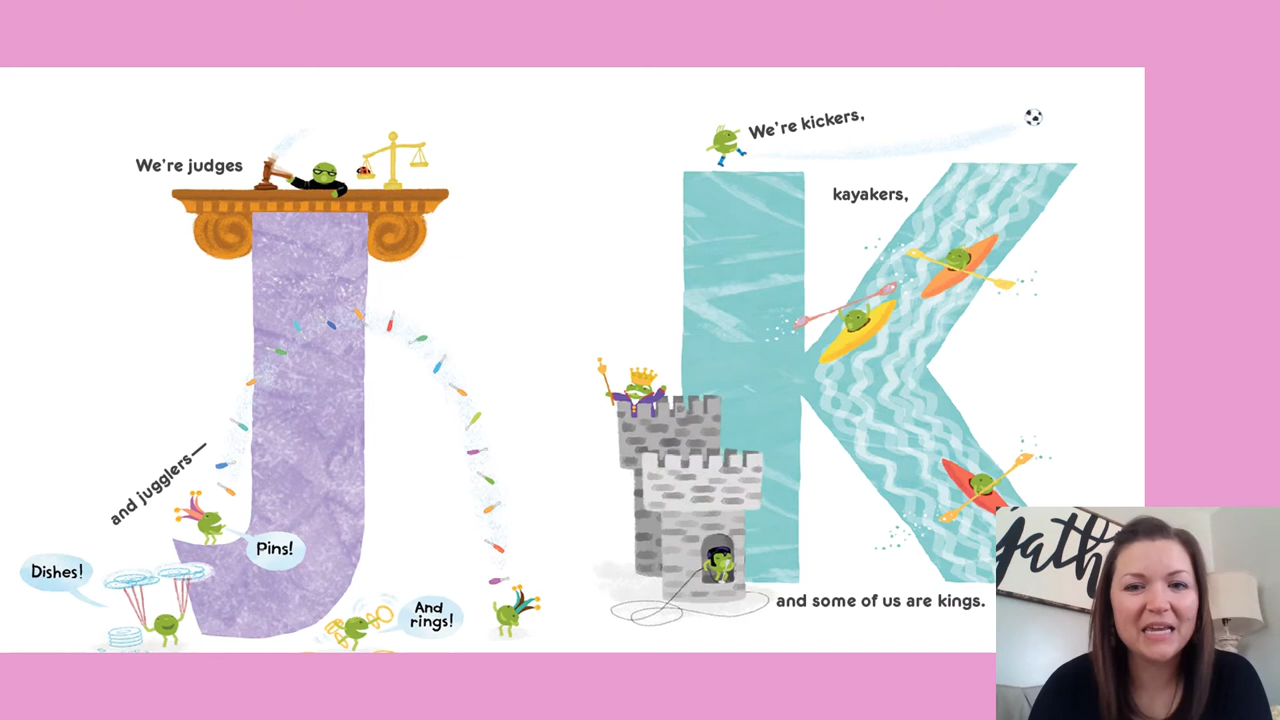 We're judges
and jugglers—
Pins!
Dishes!
And
rings!
We're kickers,
kayakers,
and some of us are kings.
gath